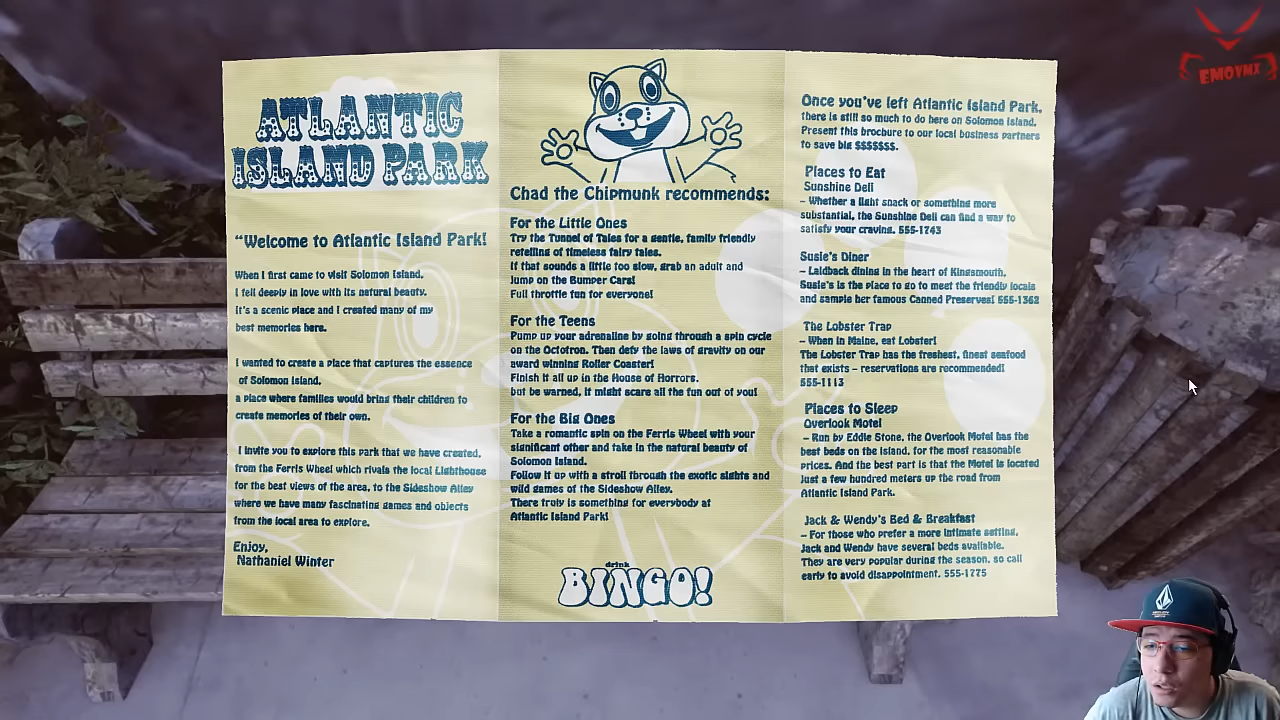 EMOVMX
ATLANTIC
ISLAND PARK
"Welcome to Atlantic Island Park!
When I first came to visit Solomon Island,
I fell deeply in love with its natural beauty.
It's a scenic place and I created many of my
best memories here.
I wanted to create a place that captures the essence
of Solomon Island,
a place where families would bring their children to
create memories of their own.
I invite you to explore this park that we have created,
from the Ferris Wheel which rivals the local Lighthouse
for the best views of the area, to the Sideshow Alley
where we have many fascinating games and objects
from the local area to explore.
Enjoy,
Nathaniel Winter
Chad the Chipmunk recommends:
For the Little Ones
Try the Tunnel of Tales for a gentle, family friendly
retelling of timeless fairy tales.
If that sounds a little too slow, grab an adult and
jump on the Bumper Cars!
Full throttle fun for everyone!
For the Teens
Pump up your adrenaline by going through a spin cycle
on the Octotron. Then defy the laws of gravity on our
award winning Roller Coaster!
Finish it all up in the House of Horrors,
but be warned, it might scare all the fun out of you!
For the Big Ones
Take a romantic spin on the Ferris Wheel with your
significant other and take in the natural beauty of
Solomon Island.
Follow it up with a stroll through the exotic sights and
wild games of the Sideshow Alley.
There truly is something for everybody at
Atlantic Island Park!
drink
BINGO!
Once you've left Atlantic Island Park,
there is still so much to do here on Solomon Island.
Present this brochure to our local business partners
to save big $$$$$$$.
Places to Eat
Sunshine Deli
– Whether a light snack or something more
substantial, the Sunshine Deli can find a way to
satisfy your craving. 555-1743
Susie's Diner
– Laidback dining in the heart of Kingsmouth,
Susie's is the place to go to meet the friendly locals
and sample her famous Canned Preserves! 555-1362
The Lobster Trap
– When in Maine, eat Lobster!
The Lobster Trap has the freshest, finest seafood
that exists – reservations are recommended!
555-1113
Places to Sleep
Overlook Motel
– Run by Eddie Stone, the Overlook Motel has the
best beds on the island, for the most reasonable
prices. And the best part is that the Motel is located
just a few hundred meters up the road from
Atlantic Island Park.
Jack & Wendy's Bed & Breakfast
– For those who prefer a more intimate setting,
Jack and Wendy have several beds available.
They are very popular during the season, so call
early to avoid disappointment. 555-1775